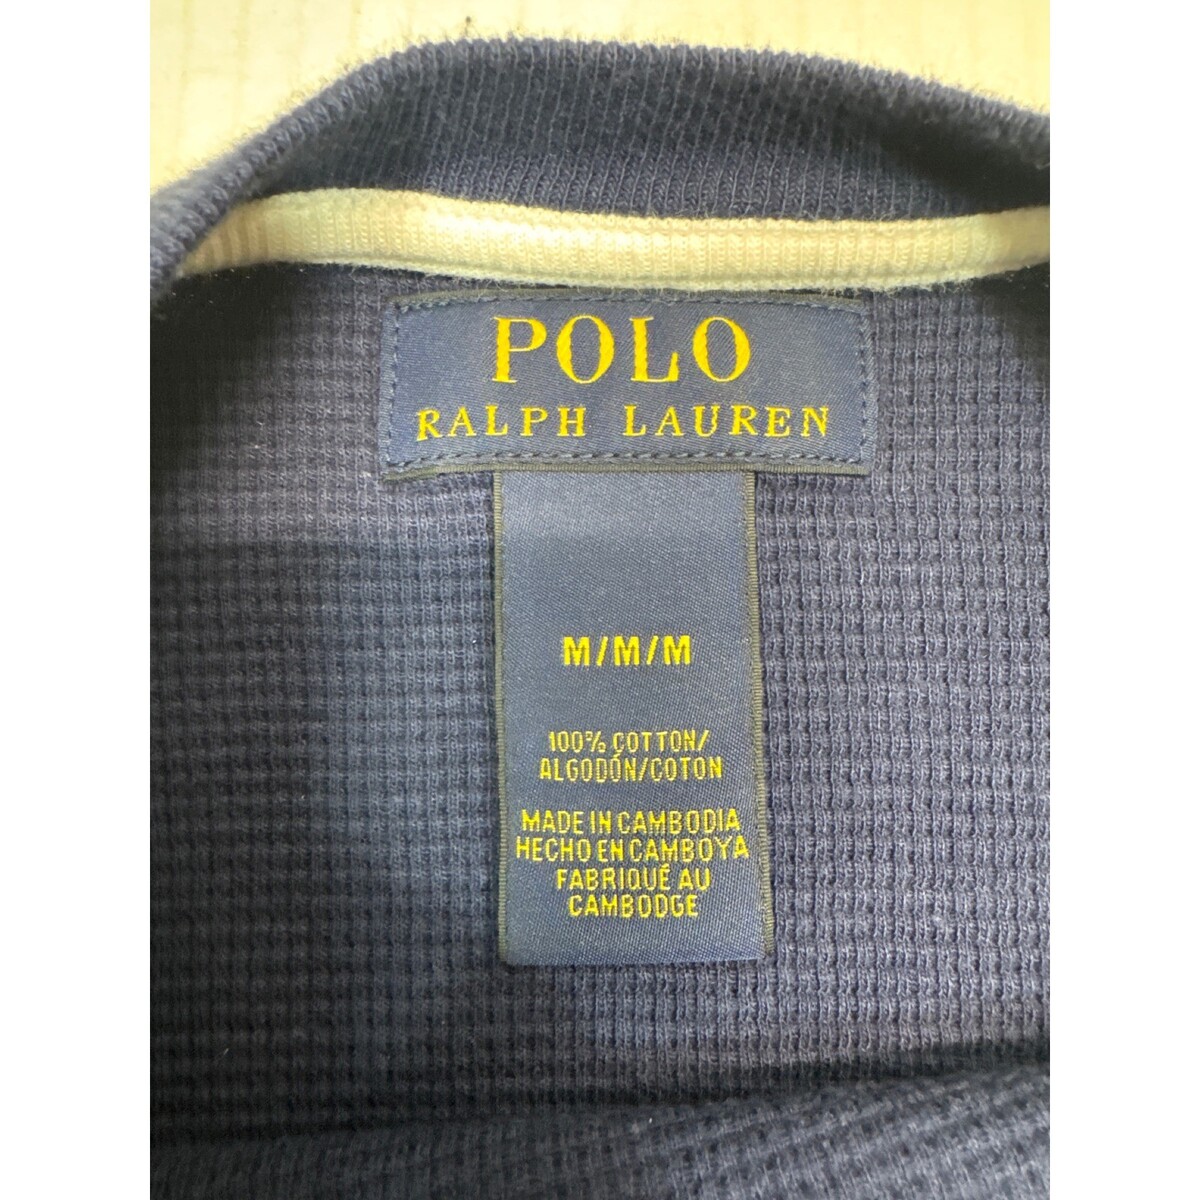 POLO
RALPH LAUREN
M/M/M
100% COTTON/
ALGODÓN/COTON
MADE IN CAMBODIA
HECHO EN CAMBOYA
FABRIQUÉ AU
CAMBODGE